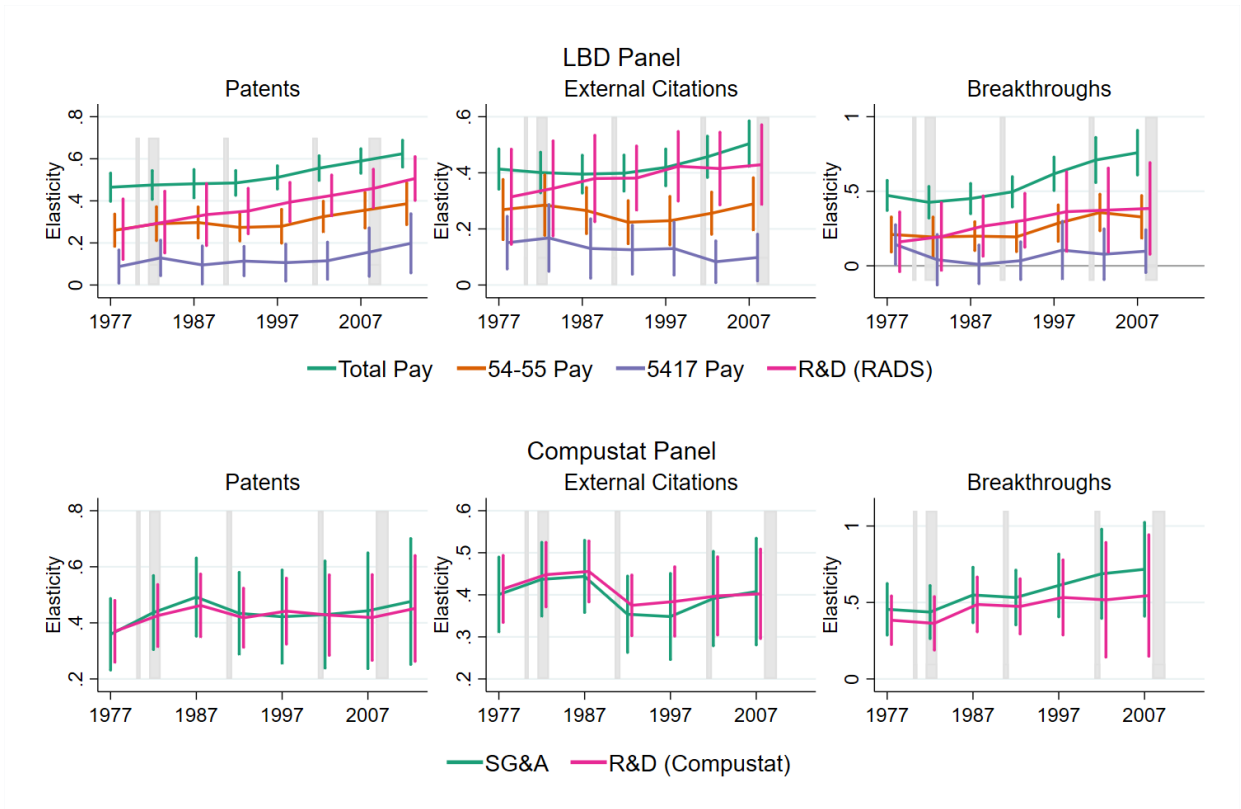 LBD Panel
Patents
External Citations
Breakthroughs
Elasticity
.8
.6
.4
.2
0
1977 1987 1997 2007
Elasticity
.6
.4
.2
0
1977 1987 1997 2007
Elasticity
1
.5
0
1977 1987 1997 2007
Total Pay 54-55 Pay 5417 Pay R&D (RADS)
Compustat Panel
Patents
External Citations
Breakthroughs
Elasticity
.8
.6
.4
.2
1977 1987 1997 2007
Elasticity
.6
.5
.4
.3
.2
1977 1987 1997 2007
Elasticity
1
.5
0
1977 1987 1997 2007
SG&A R&D (Compustat)